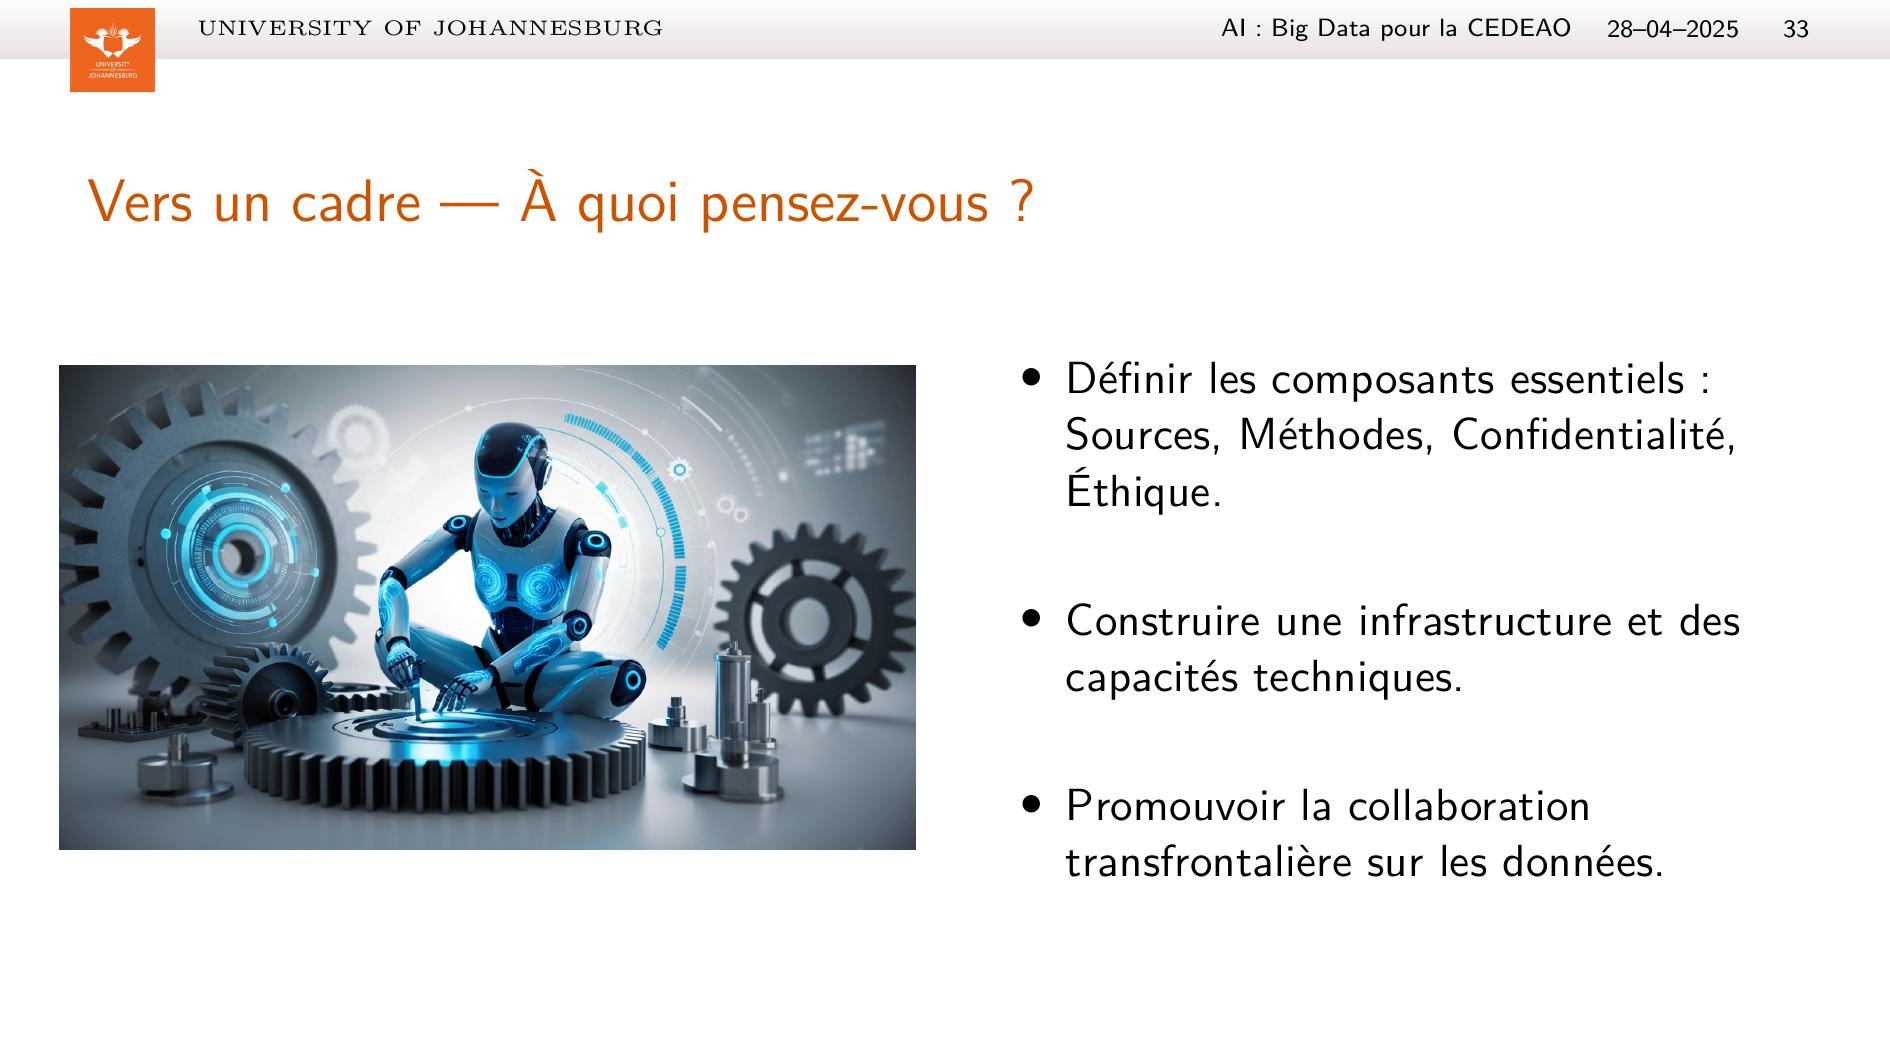 UNIVERSITY OF JOHANNESBURG
AI : Big Data pour la CEDEAO 28–04–2025 33
UNIVERSITY
OF
JOHANNESBURG
Vers un cadre — À quoi pensez-vous ?
• Définir les composants essentiels :
Sources, Méthodes, Confidentialité,
Éthique.
• Construire une infrastructure et des
capacités techniques.
• Promouvoir la collaboration
transfrontalière sur les données.